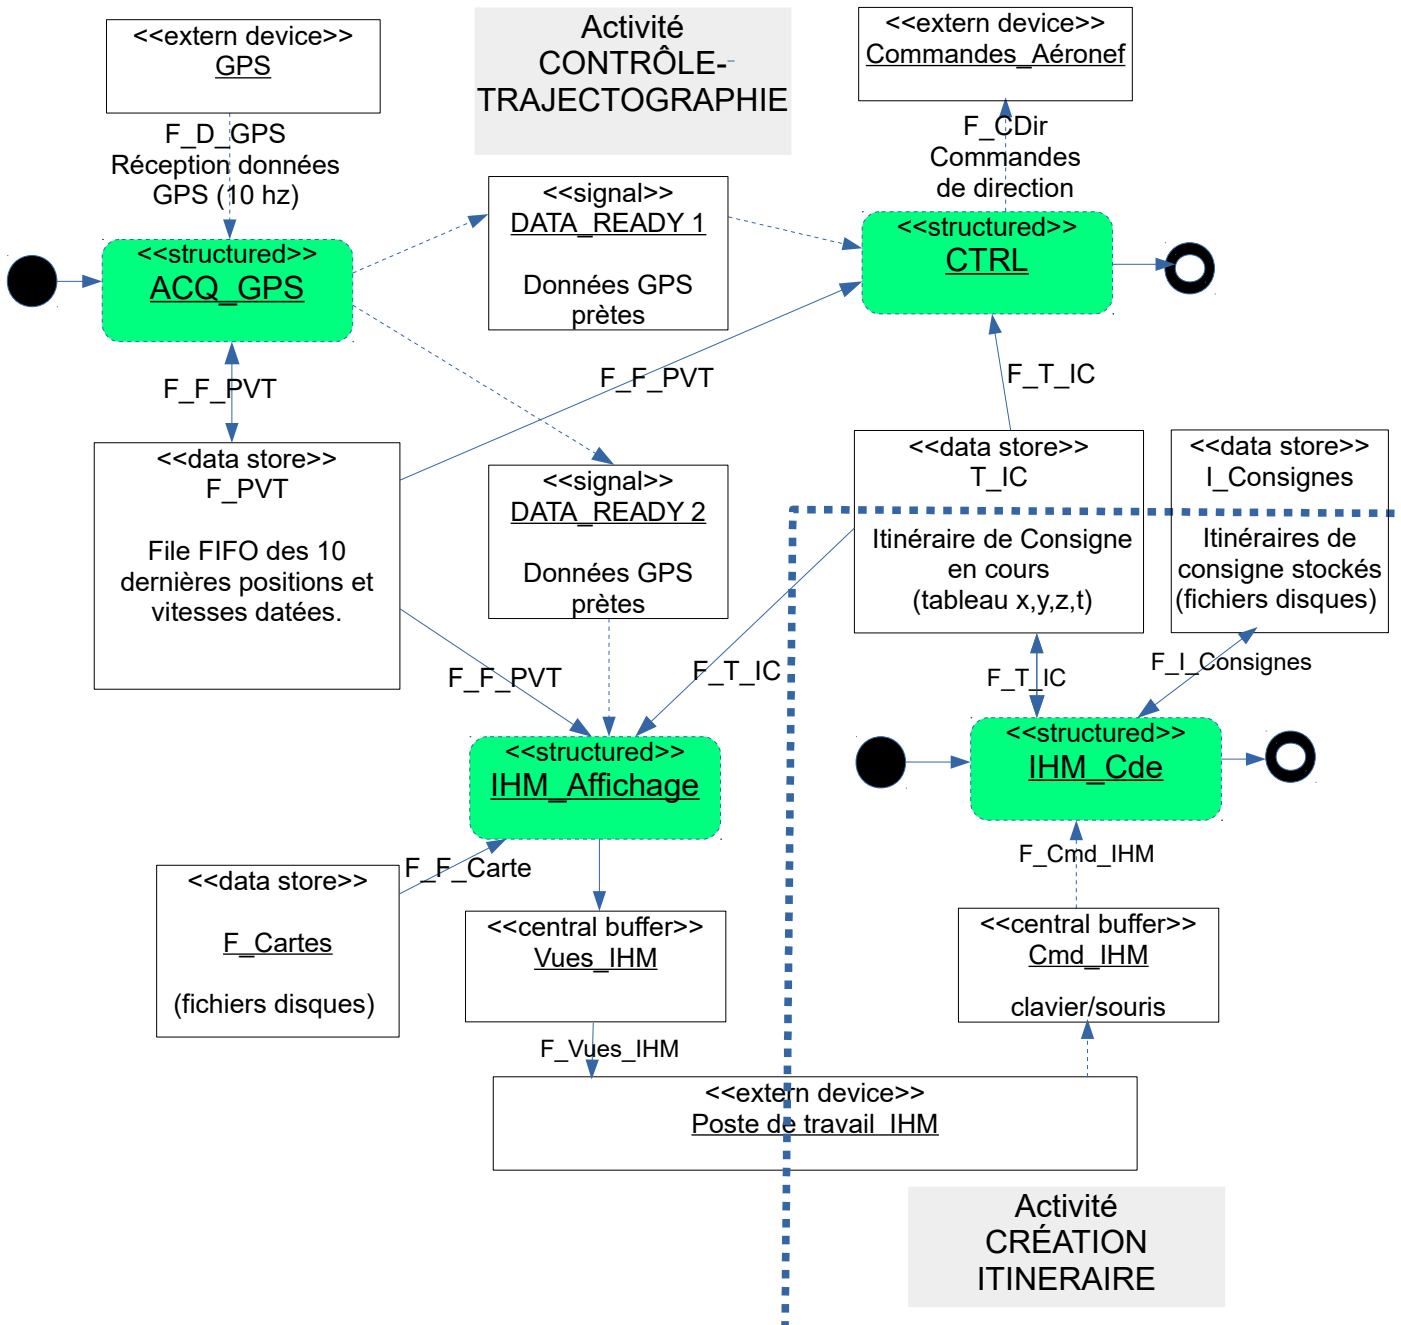 <<extern device>>
GPS
F_D_GPS
Réception données
GPS (10 hz)
Activité
CONTRÔLE-
TRAJECTOGRAPHIE
<<extern device>>
Commandes_Aéronef
F_CDir
Commandes
de direction
<<structured>>
ACQ_GPS
<<signal>>
DATA_READY 1
Données GPS
prètes
<<structured>>
CTRL
F_F_PVT
F_F_PVT
F_T_IC
<<data store>>
F_PVT
File FIFO des 10
dernières positions et
vitesses datées.
<<signal>>
DATA_READY 2
Données GPS
prètes
<<data store>>
T_IC
Itinéraire de Consigne
en cours
(tableau x,y,z,t)
<<data store>>
I_Consignes
Itinéraires de
consigne stockés
(fichiers disques)
F_F_PVT
F_T_IC
F_T_IC
F_I_Consignes
<<structured>>
IHM_Affichage
<<structured>>
IHM_Cde
F_F_Carte
F_Cmd_IHM
<<data store>>
F_Cartes
(fichiers disques)
<<central buffer>>
Vues_IHM
<<central buffer>>
Cmd_IHM
clavier/souris
F_Vues_IHM
<<extern device>>
Poste de travail_IHM
Activité
CRÉATION
ITINERAIRE